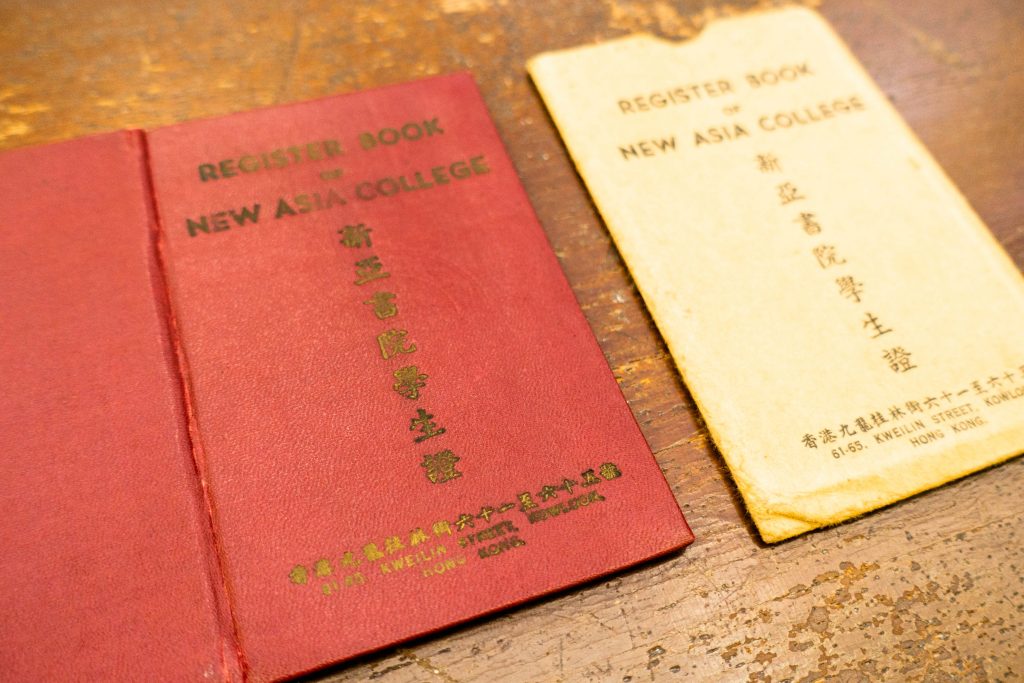 REGISTER BOOK
OF
NEW ASIA COLLEGE
新亞書院學生證
香港九龍桂林街六十一至六十五號
61-65, KWEILIN STREET, KOWLOON,
HONG KONG.
REGISTER BOOK
OF
NEW ASIA COLLEGE
新亞書院學生證
香港九龍桂林街六十一至六十五
61-65, KWEILIN STREET, KOWLO
HONG KONG.